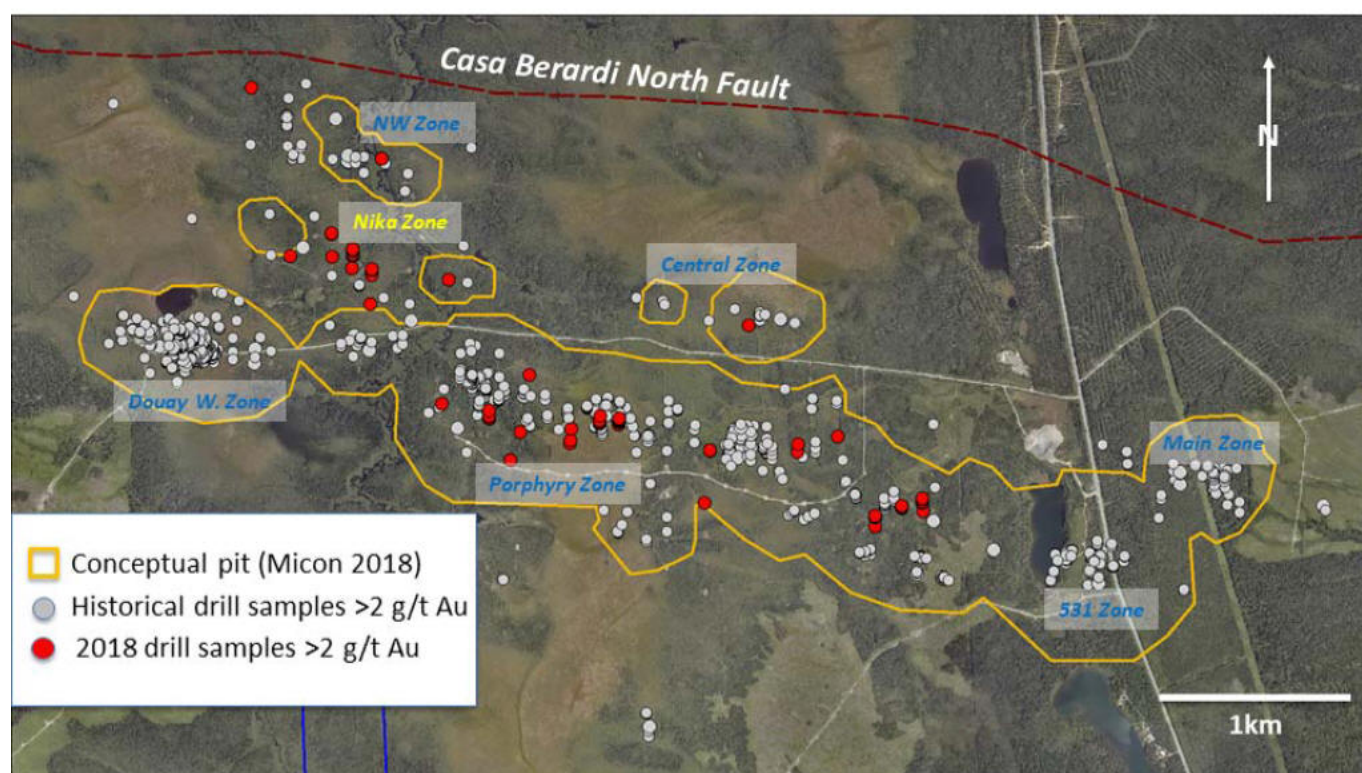 Casa Berardi North Fault
N
NW Zone
Nika Zone
Central Zone
Douay W. Zone
Main Zone
Porphyry Zone
531 Zone
Conceptual pit (Micon 2018)
Historical drill samples >2 g/t Au
2018 drill samples >2 g/t Au
1km